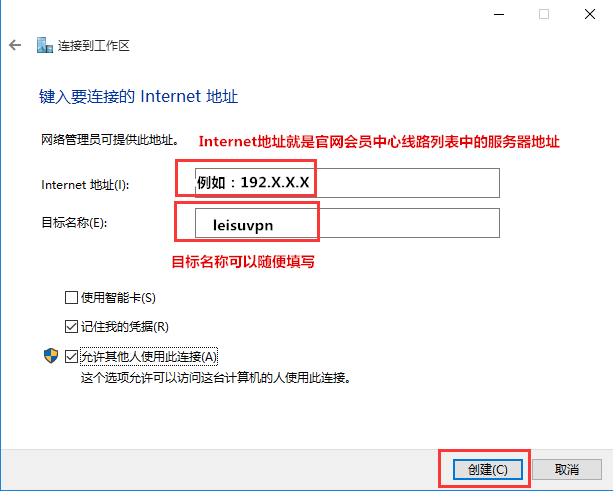 连接到工作区
键入要连接的 Internet 地址
网络管理员可提供此地址。 Internet地址就是官网会员中心线路列表中的服务器地址
Internet 地址(I): 例如：192.X.X.X
目标名称(E): leisuvpn
目标名称可以随便填写
使用智能卡(S)
记住我的凭据(R)
允许其他人使用此连接(A)
这个选项允许可以访问这台计算机的人使用此连接。
创建(C) 取消